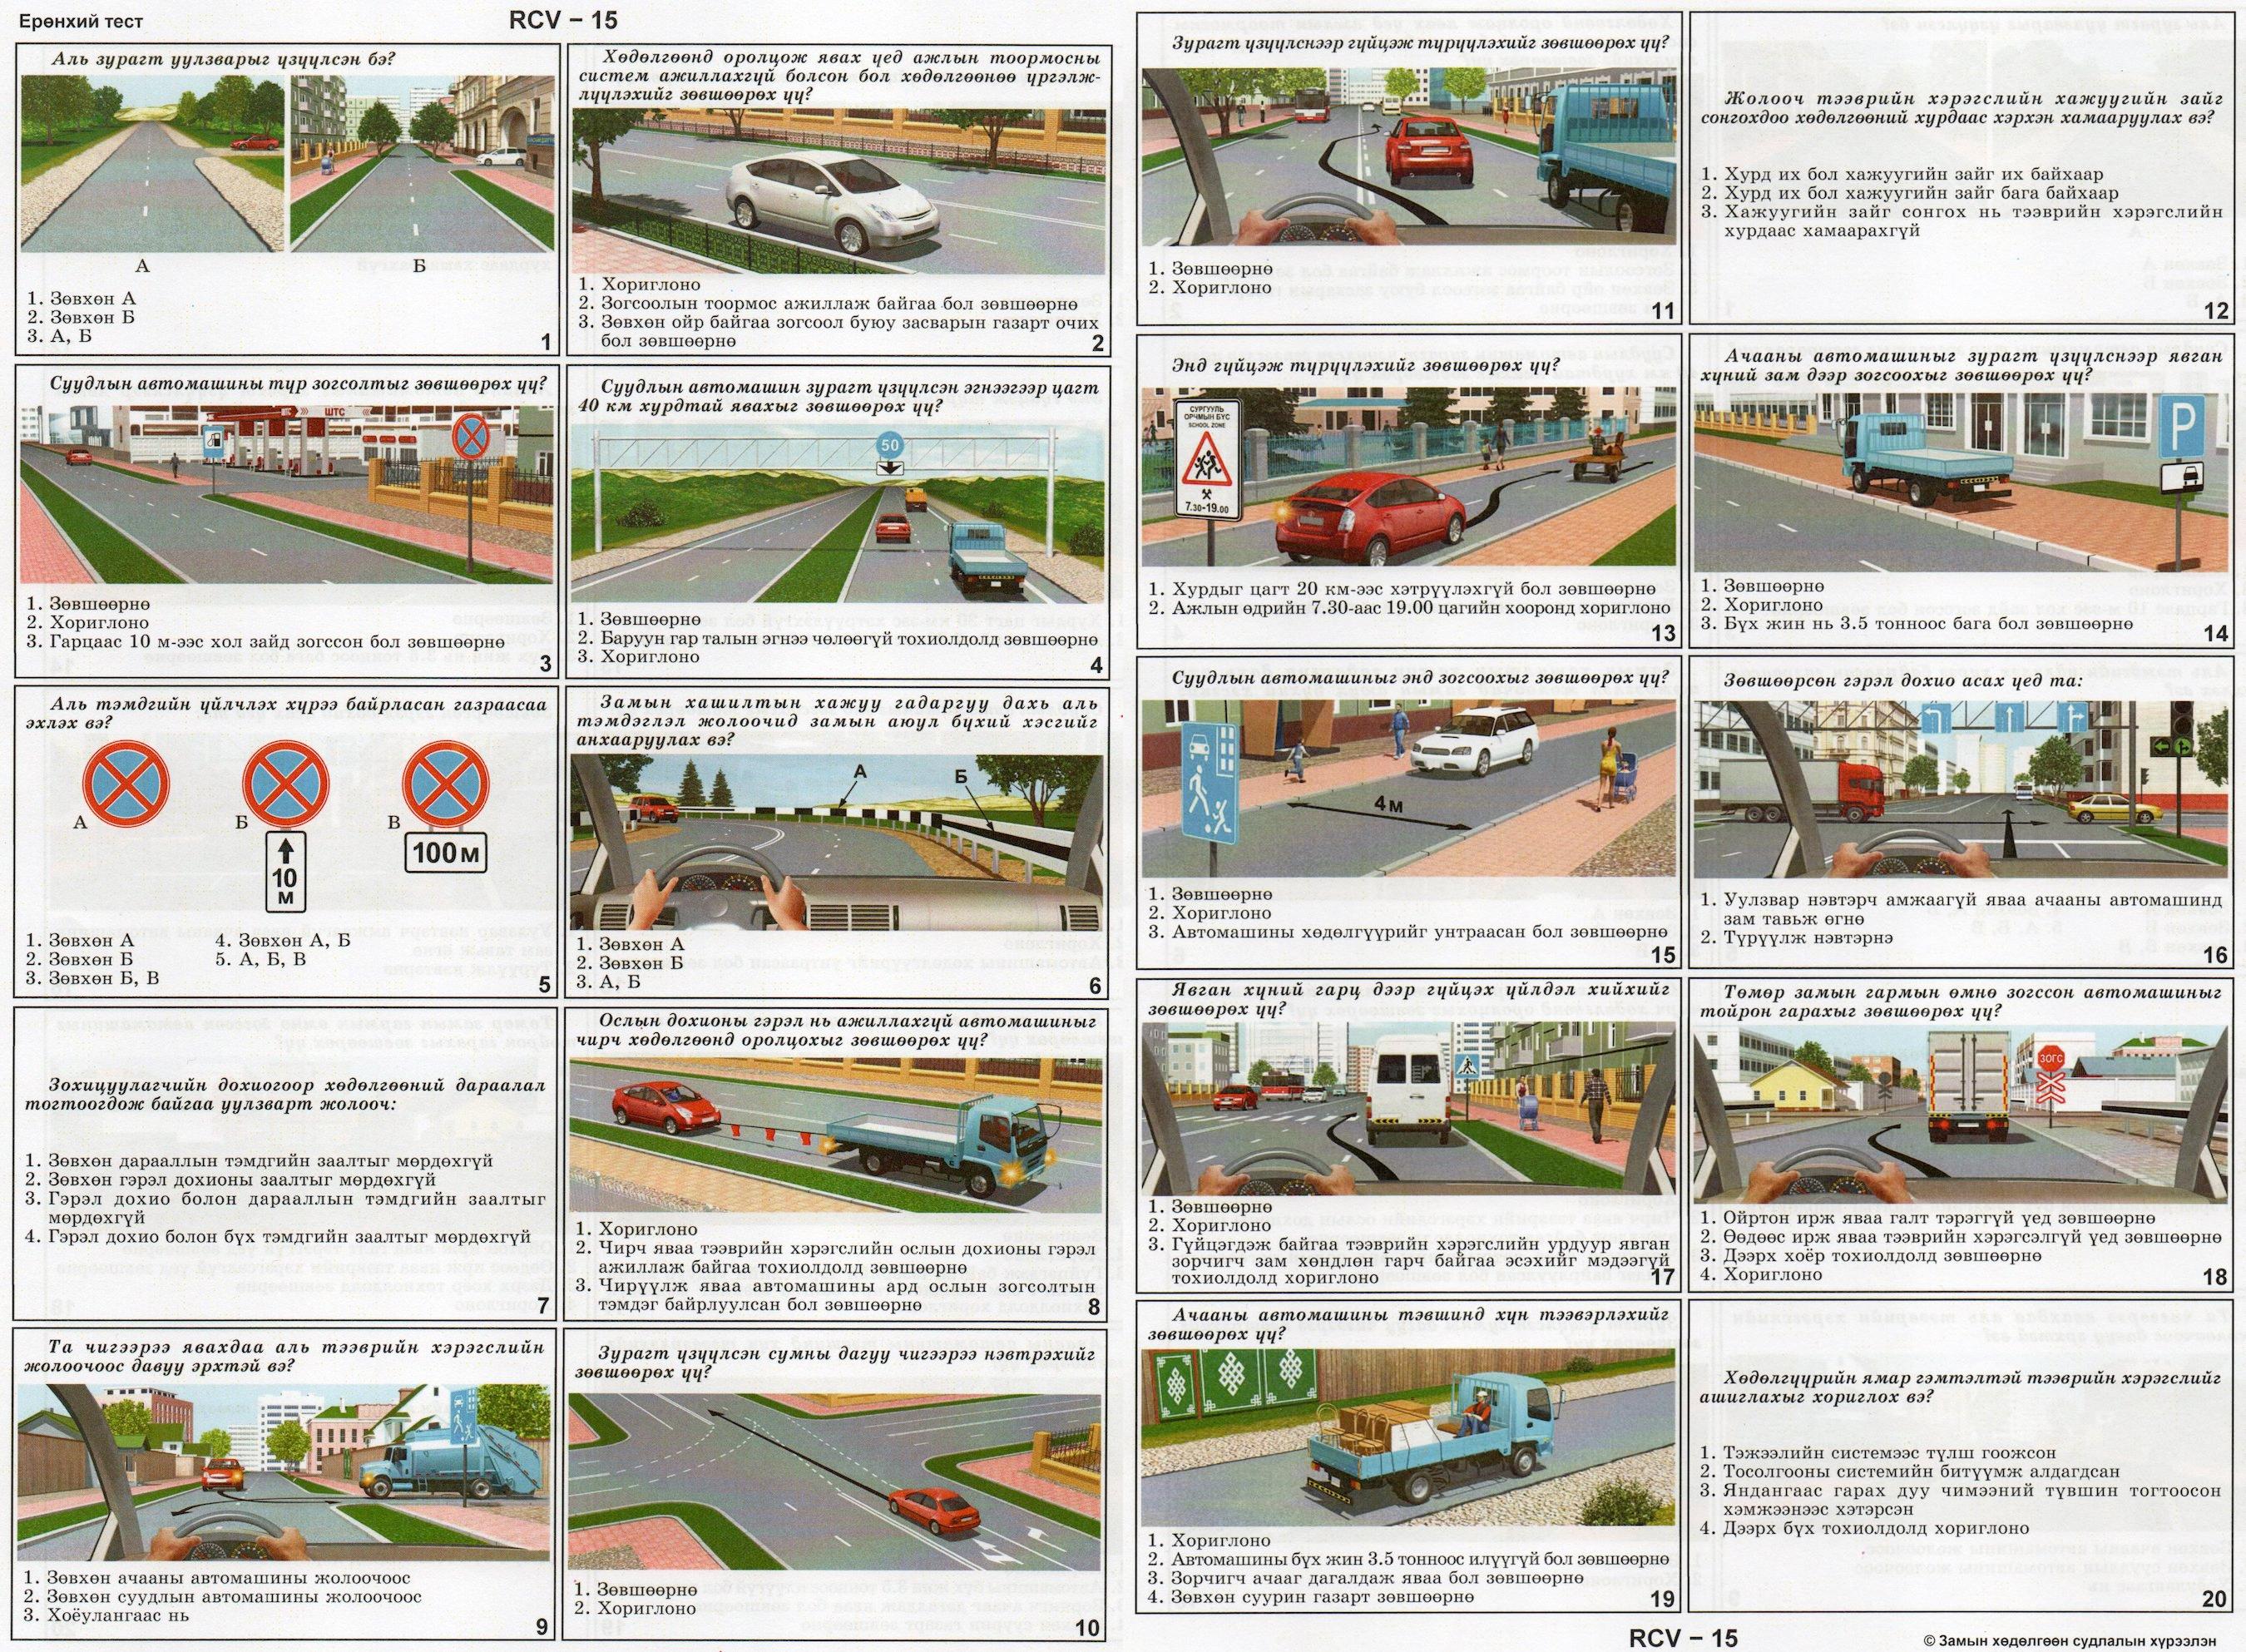 Ерөнхий тест
RCV – 15
Аль зурагт уулзварыг үзүүлсэн бэ?
А
Б
1. Зөвхөн А
2. Зөвхөн Б
3. А, Б
1
Хөдөлгөөнд оролцож явах үед ажлын тоормосны
систем ажиллахгүй болсон бол хөдөлгөөнөө үргэлж-
лүүлэхийг зөвшөөрөх үү?
1. Хориглоно
2. Зогсоолын тоормос ажиллаж байгаа бол зөвшөөрнө
3. Зөвхөн ойр байгаа зогсоол буюу засварын газарт очих
бол зөвшөөрнө
2
Суудлын автомашины түр зогсолтыг зөвшөөрөх үү?
ШТС
1. Зөвшөөрнө
2. Хориглоно
3. Гарцаас 10 м-ээс хол зайд зогссон бол зөвшөөрнө
3
Суудлын автомашин зурагт үзүүлсэн эгнээгээр цагт
40 км хурдтай явахыг зөвшөөрөх үү?
50
1. Зөвшөөрнө
2. Баруун гар талын эгнээ чөлөөгүй тохиолдолд зөвшөөрнө
3. Хориглоно
4
Аль тэмдгийн үйлчлэх хүрээ байрласан газраасаа
эхлэх вэ?
А
Б
В
10
м
100 м
1. Зөвхөн А
2. Зөвхөн Б
3. Зөвхөн Б, В
4. Зөвхөн А, Б
5. А, Б, В
5
Замын хашилтын хажуу гадаргуу дахь аль
тэмдэглэл жолоочид замын аюул бүхий хэсгийг
анхааруулах вэ?
А
Б
1. Зөвхөн А
2. Зөвхөн Б
3. А, Б
6
Зохицуулагчийн дохиогоор хөдөлгөөний дараалал
тогтоогдож байгаа уулзварт жолооч:
1. Зөвхөн дарааллын тэмдгийн заалтыг мөрдөхгүй
2. Зөвхөн гэрэл дохионы заалтыг мөрдөхгүй
3. Гэрэл дохио болон дарааллын тэмдгийн заалтыг
мөрдөхгүй
4. Гэрэл дохио болон бүх тэмдгийн заалтыг мөрдөхгүй
7
Ослын дохионы гэрэл нь ажиллахгүй автомашиныг
чирч хөдөлгөөнд оролцохыг зөвшөөрөх үү?
1. Хориглоно
2. Чирч яваа тээврийн хэрэгслийн ослын дохионы гэрэл
ажиллаж байгаа тохиолдолд зөвшөөрнө
3. Чирүүлж яваа автомашины ард ослын зогсолтын
тэмдэг байрлуулсан бол зөвшөөрнө
8
Та чигээрээ явахдаа аль тээврийн хэрэгслийн
жолоочоос давуу эрхтэй вэ?
1. Зөвхөн ачааны автомашины жолоочоос
2. Зөвхөн суудлын автомашины жолоочоос
3. Хоёулангаас нь
9
Зурагт үзүүлсэн сумны дагуу чигээрээ нэвтрэхийг
зөвшөөрөх үү?
1. Зөвшөөрнө
2. Хориглоно
10
Зурагт үзүүлснээр гүйцэж түрүүлэхийг зөвшөөрөх үү?
1. Зөвшөөрнө
2. Хориглоно
11
Жолооч тээврийн хэрэгслийн хажуугийн зайг
сонгохдоо хөдөлгөөний хурдаас хэрхэн хамааруулах вэ?
1. Хурд их бол хажуугийн зайг их байхаар
2. Хурд их бол хажуугийн зайг бага байхаар
3. Хажуугийн зайг сонгох нь тээврийн хэрэгслийн
хурдаас хамаарахгүй
12
Энд гүйцэж түрүүлэхийг зөвшөөрөх үү?
СУРГУУЛЬ
ОРЧМЫН БҮС
SCHOOL ZONE
7.30-19.00
1. Хурдыг цагт 20 км-ээс хэтрүүлэхгүй бол зөвшөөрнө
2. Ажлын өдрийн 7.30-аас 19.00 цагийн хооронд хориглоно
13
Ачааны автомашиныг зурагт үзүүлснээр явган
хүний зам дээр зогсоохыг зөвшөөрөх үү?
P
1. Зөвшөөрнө
2. Хориглоно
3. Бүх жин нь 3.5 тонноос бага бол зөвшөөрнө
14
Суудлын автомашиныг энд зогсоохыг зөвшөөрөх үү?
4 м
1. Зөвшөөрнө
2. Хориглоно
3. Автомашины хөдөлгүүрийг унтраасан бол зөвшөөрнө
15
Зөвшөөрсөн гэрэл дохио асах үед та:
1. Уулзвар нэвтэрч амжаагүй яваа ачааны автомашинд
зам тавьж өгнө
2. Түрүүлж нэвтэрнэ
16
Явган хүний гарц дээр гүйцэх үйлдэл хийхийг
зөвшөөрөх үү?
1. Зөвшөөрнө
2. Хориглоно
3. Гүйцэгдэж байгаа тээврийн хэрэгслийн урдуур явган
зорчигч зам хөндлөн гарч байгаа эсэхийг мэдээгүй
тохиолдолд хориглоно
17
Төмөр замын гармын өмнө зогссон автомашиныг
тойрон гарахыг зөвшөөрөх үү?
ЗОГС
1. Ойртон ирж яваа галт тэрэггүй үед зөвшөөрнө
2. Өөдөөс ирж яваа тээврийн хэрэгсэлгүй үед зөвшөөрнө
3. Дээрх хоёр тохиолдолд зөвшөөрнө
4. Хориглоно
18
Ачааны автомашины тэвшинд хүн тээвэрлэхийг
зөвшөөрөх үү?
1. Хориглоно
2. Автомашины бүх жин 3.5 тонноос илүүгүй бол зөвшөөрнө
3. Зорчигч ачааг дагалдаж яваа бол зөвшөөрнө
4. Зөвхөн суурин газарт зөвшөөрнө
19
Хөдөлгүүрийн ямар гэмтэлтэй тээврийн хэрэгслийг
ашиглахыг хориглох вэ?
1. Тэжээлийн системээс түлш гоожсон
2. Тосолгооны системийн битүүмж алдагдсан
3. Яндангаас гарах дуу чимээний түвшин тогтоосон
хэмжээнээс хэтэрсэн
4. Дээрх бүх тохиолдолд хориглоно
20
RCV – 15
© Замын хөдөлгөөн судлалын хүрээлэн